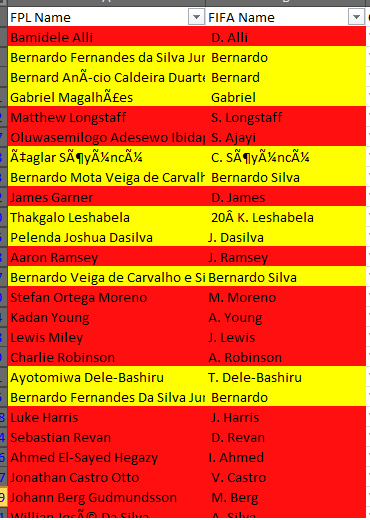 FPL Name FIFA Name
Bamidele Alli D. Alli
Bernardo Fernandes da Silva Jur Bernardo
Bernard AnÃ-cio Caldeira Duarte Bernard
Gabriel MagalhÃ£es Gabriel
Matthew Longstaff S. Longstaff
Oluwasemilogo Adesewo Ibidap S. Ajayi
Ã‡aglar SÃ¶yÃ¼ncÃ¼ C. SÃ¶yÃ¼ncÃ¼
Bernardo Mota Veiga de Carvalh Bernardo Silva
James Garner D. James
Thakgalo Leshabela 20Â K. Leshabela
Pelenda Joshua Dasilva J. Dasilva
Aaron Ramsey J. Ramsey
Bernardo Veiga de Carvalho e Si Bernardo Silva
Stefan Ortega Moreno M. Moreno
Kadan Young A. Young
Lewis Miley J. Lewis
Charlie Robinson A. Robinson
Ayotomiwa Dele-Bashiru T. Dele-Bashiru
Bernardo Fernandes Da Silva Jur Bernardo
Luke Harris J. Harris
Sebastian Revan D. Revan
Ahmed El-Sayed Hegazy I. Ahmed
Jonathan Castro Otto V. Castro
Johann Berg Gudmundsson M. Berg
Willian JosÃ© Da Silva A. Silva